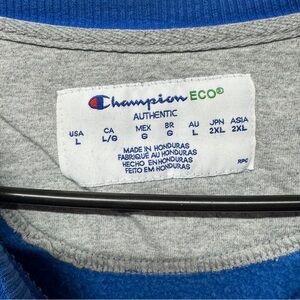 Champion ECO®
AUTHENTIC
USA CA MEX BR AU JPN ASIA
L L/G G G L 2XL 2XL
MADE IN HONDURAS
FABRIQUÉ AU HONDURAS
HECHO EN HONDURAS
FEITO EM HONDURAS
RPC